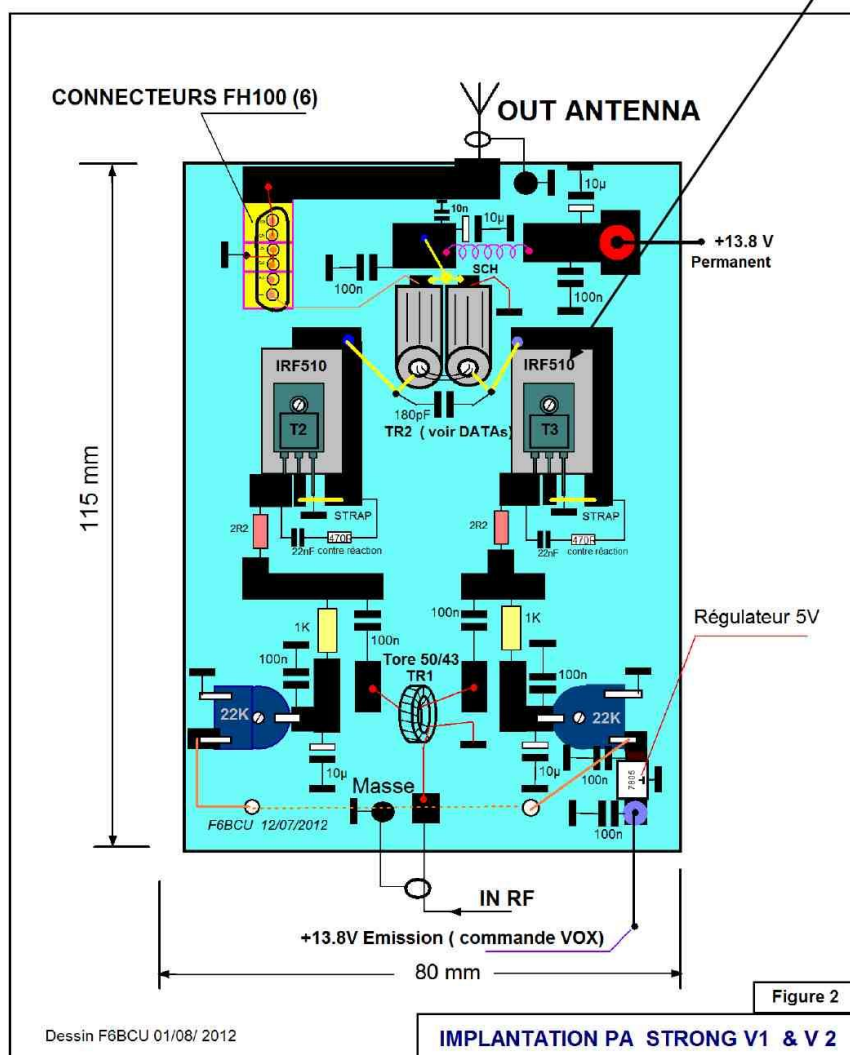 CONNECTEURS FH100 (6)
OUT ANTENNA
10µ
10n
10µ
+13.8 V
Permanent
SCH
100n
100n
IRF510
IRF510
T2
T3
180pF
TR2 ( voir DATAs)
115 mm
STRAP
STRAP
2R2
2R2
22nF
470R
contre réaction
22nF
470R
contre réaction
100n
100n
1K
1K
Régulateur 5V
Tore 50/43
TR1
100n
100n
22K
22K
10µ
10µ
100n
7805
Masse
100n
F6BCU 12/07/2012
IN RF
+13.8V Emission ( commande VOX)
80 mm
Figure 2
Dessin F6BCU 01/08/ 2012
IMPLANTATION PA STRONG V1 & V 2